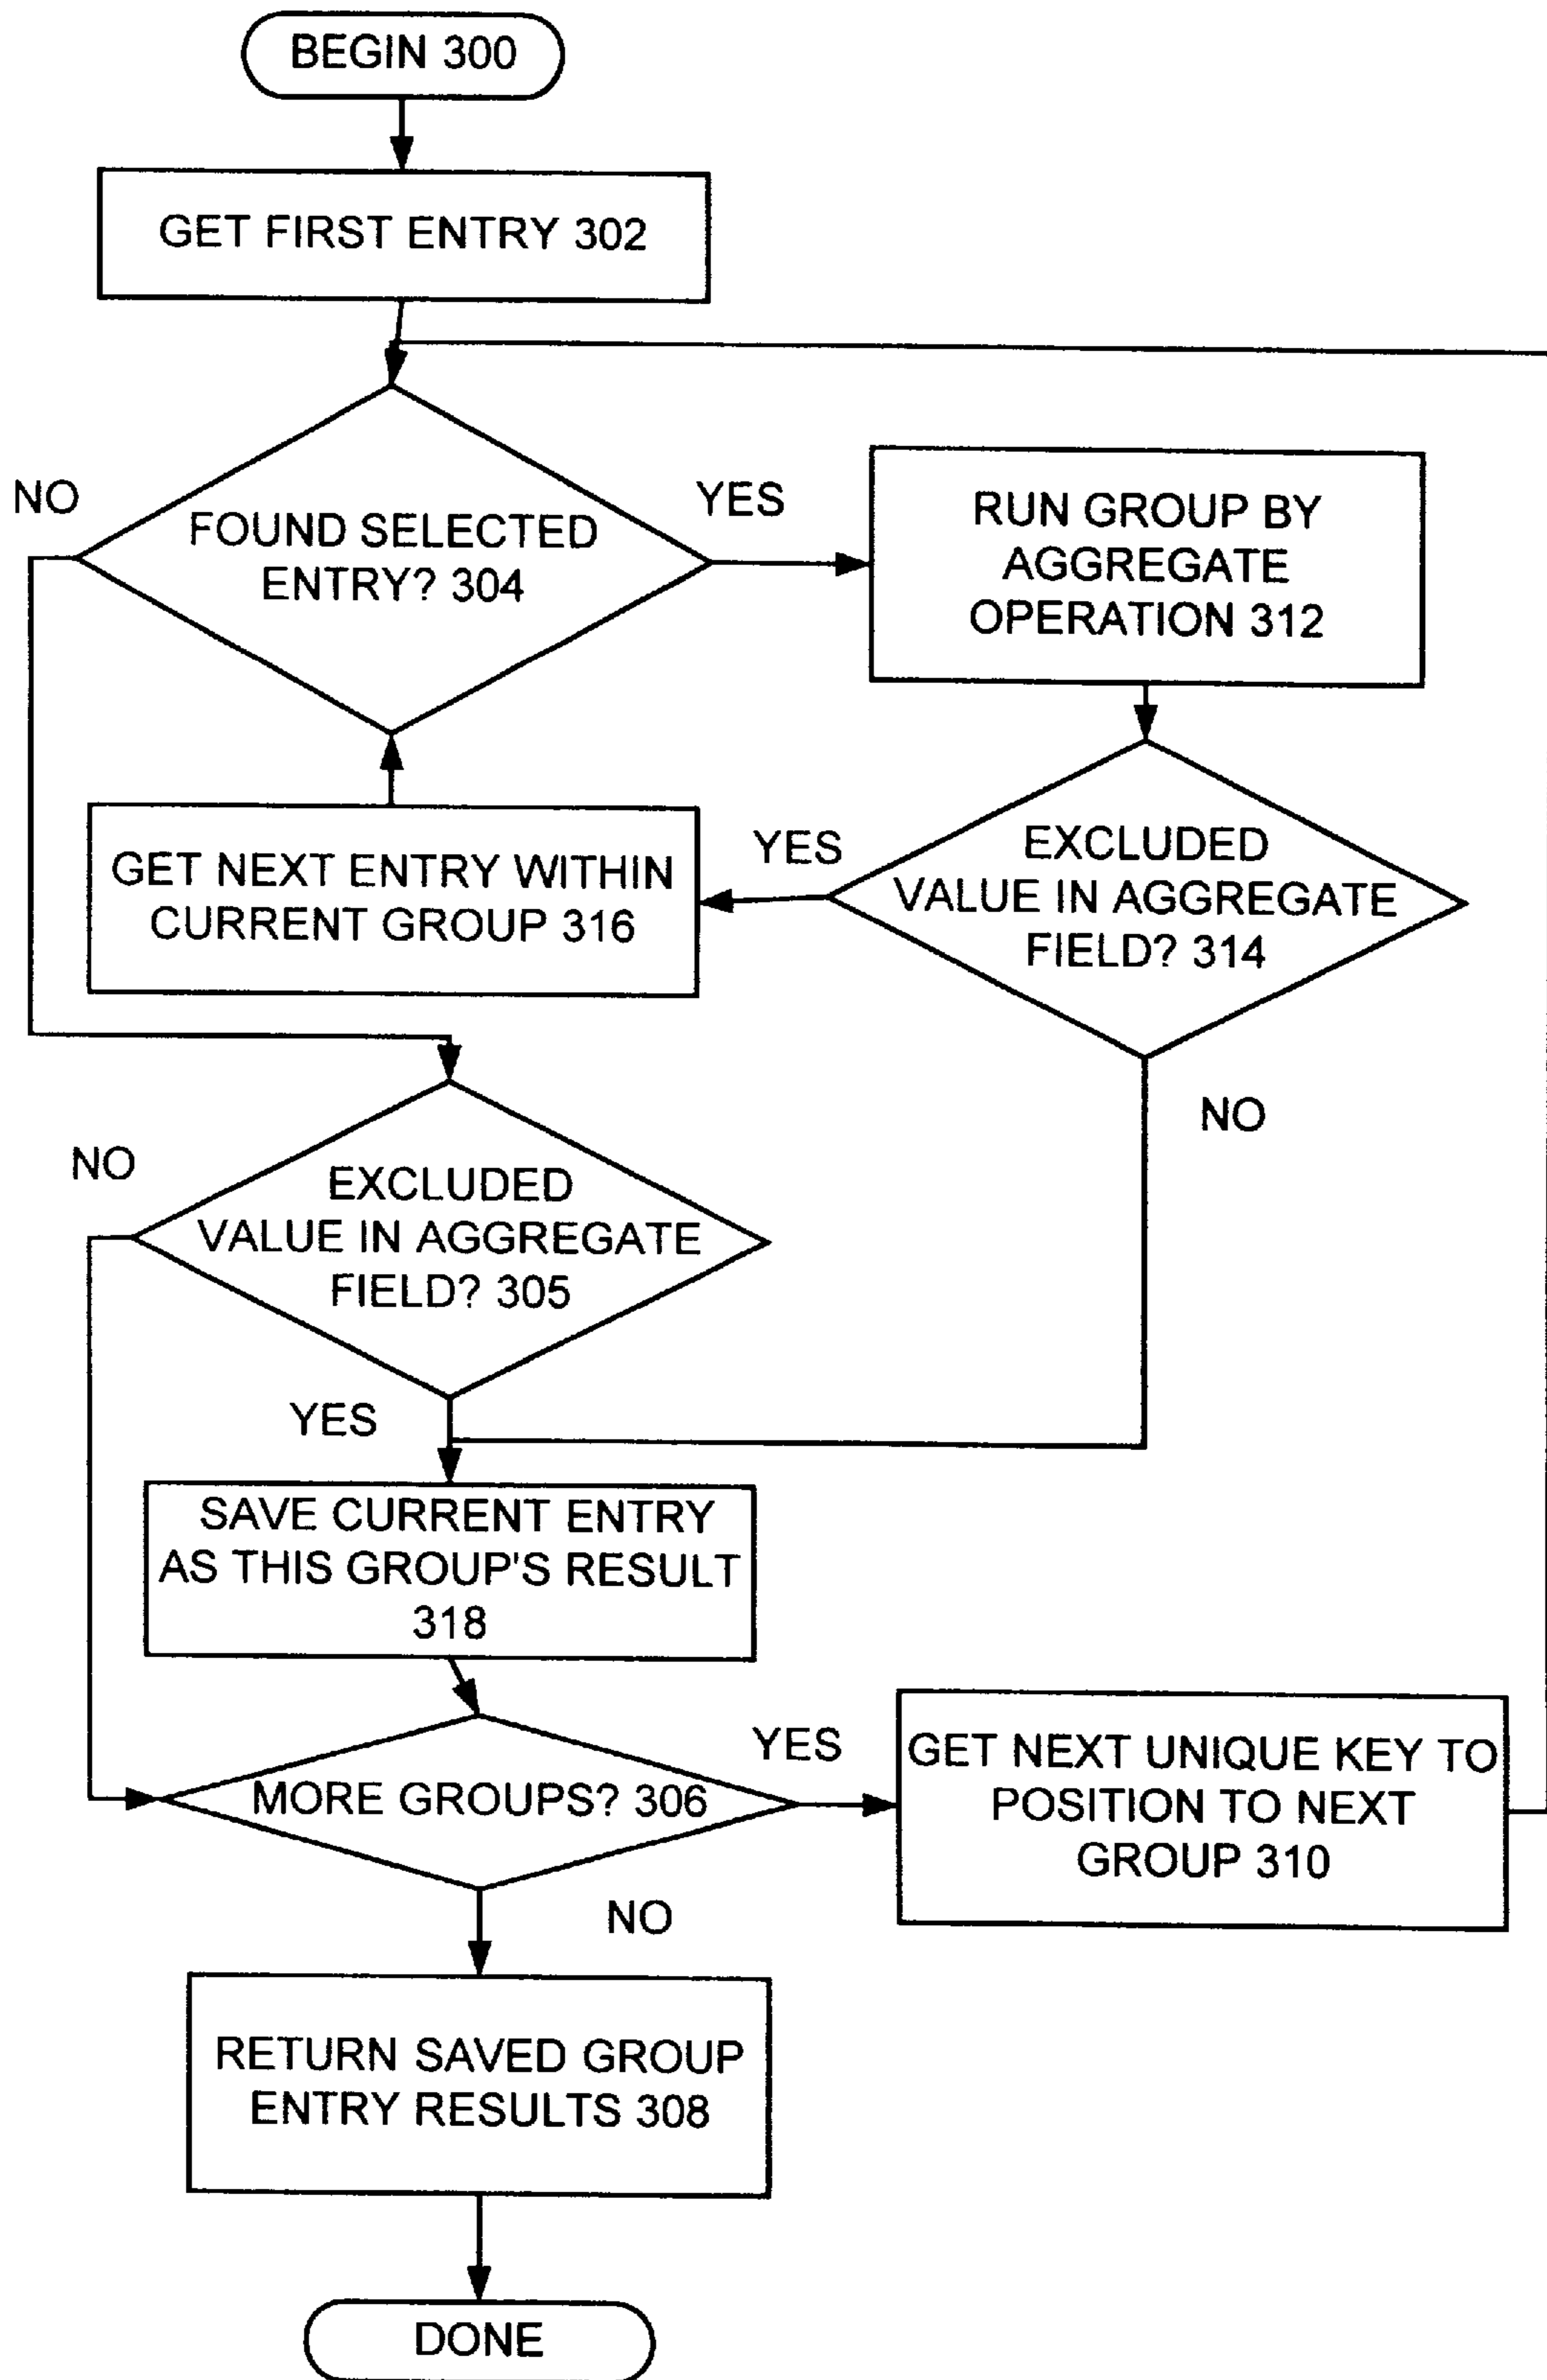 BEGIN 300
GET FIRST ENTRY 302
NO
FOUND SELECTED
ENTRY? 304
YES
RUN GROUP BY
AGGREGATE
OPERATION 312
GET NEXT ENTRY WITHIN
CURRENT GROUP 316
YES
EXCLUDED
VALUE IN AGGREGATE
FIELD? 314
NO
NO
EXCLUDED
VALUE IN AGGREGATE
FIELD? 305
YES
SAVE CURRENT ENTRY
AS THIS GROUP'S RESULT
318
MORE GROUPS? 306
YES
GET NEXT UNIQUE KEY TO
POSITION TO NEXT
GROUP 310
NO
RETURN SAVED GROUP
ENTRY RESULTS 308
DONE